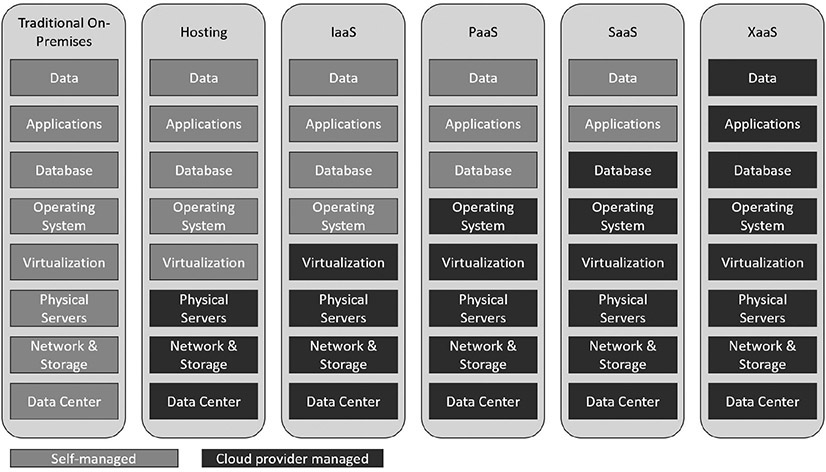 Traditional On-
Premises
Data
Applications
Database
Operating
System
Virtualization
Physical
Servers
Network &
Storage
Data Center
Hosting
Data
Applications
Database
Operating
System
Virtualization
Physical
Servers
Network &
Storage
Data Center
IaaS
Data
Applications
Database
Operating
System
Virtualization
Physical
Servers
Network &
Storage
Data Center
PaaS
Data
Applications
Database
Operating
System
Virtualization
Physical
Servers
Network &
Storage
Data Center
SaaS
Data
Applications
Database
Operating
System
Virtualization
Physical
Servers
Network &
Storage
Data Center
XaaS
Data
Applications
Database
Operating
System
Virtualization
Physical
Servers
Network &
Storage
Data Center
Self-managed
Cloud provider managed